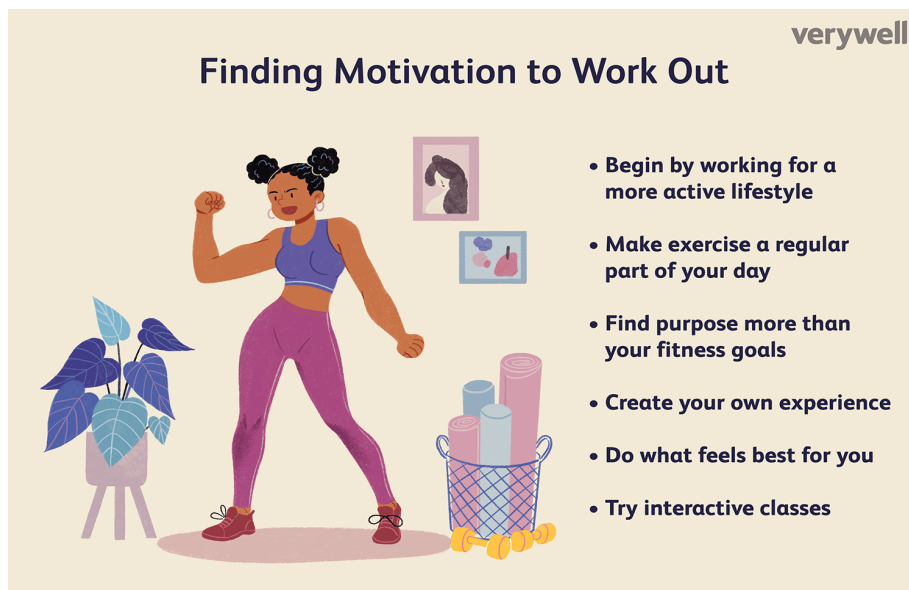 verywell
Finding Motivation to Work Out
• Begin by working for a
more active lifestyle
• Make exercise a regular
part of your day
• Find purpose more than
your fitness goals
• Create your own experience
• Do what feels best for you
• Try interactive classes